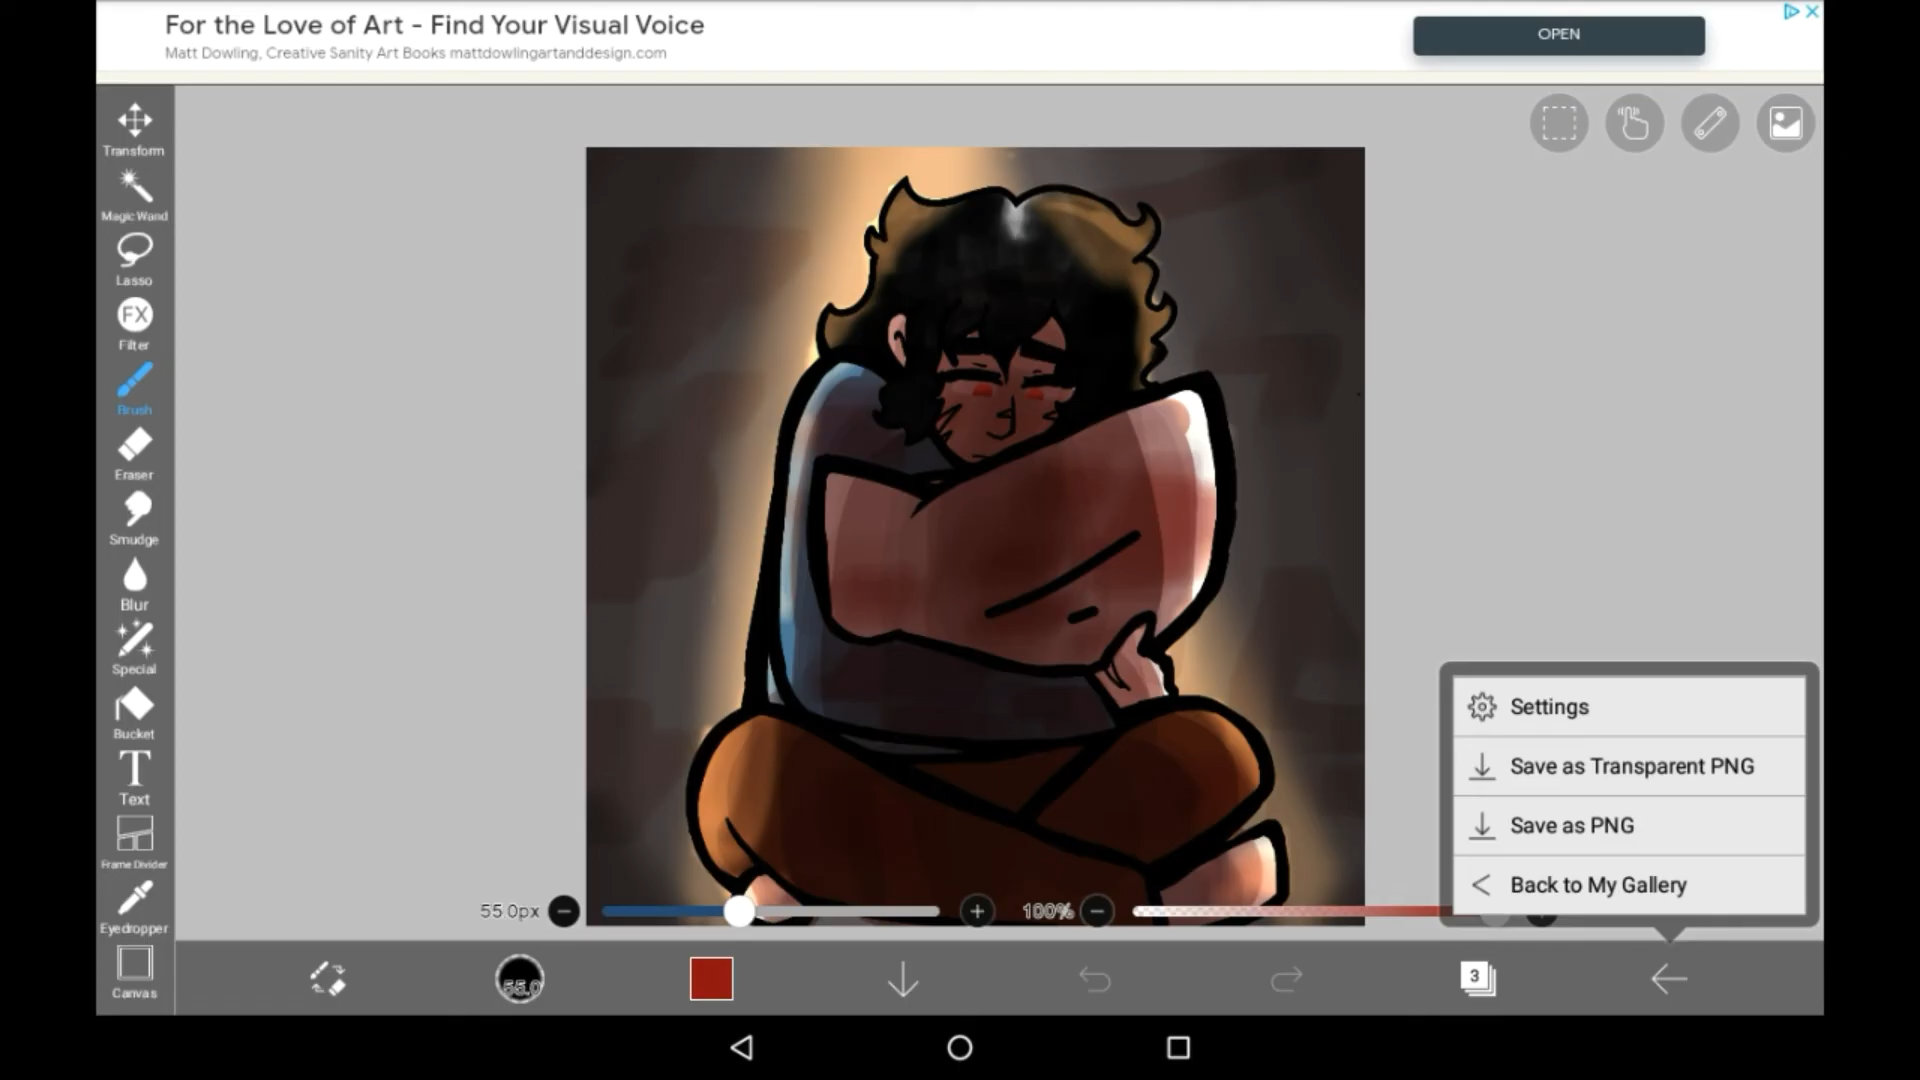 For the Love of Art - Find Your Visual Voice
Matt Dowling, Creative Sanity Art Books mattdowlingartanddesign.com
OPEN
Transform
Magic Wand
Lasso
FX
Filter
Brush
Eraser
Smudge
Blur
Special
Bucket
T
Text
Frame Divider
Eyedropper
Canvas
Settings
Save as Transparent PNG
Save as PNG
Back to My Gallery
55.0px
100%
55.0
3